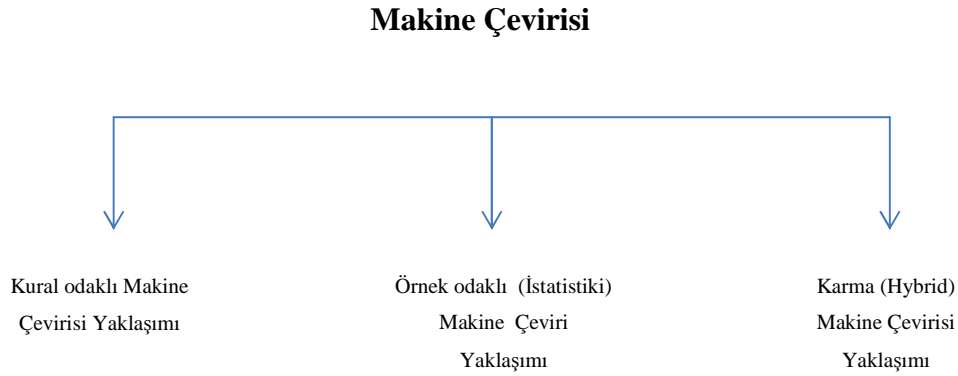 Makine Çevirisi
Kural odaklı Makine
Çevirisi Yaklaşımı
Örnek odaklı (İstatistiki)
Makine Çeviri
Yaklaşımı
Karma (Hybrid)
Makine Çevirisi
Yaklaşımı